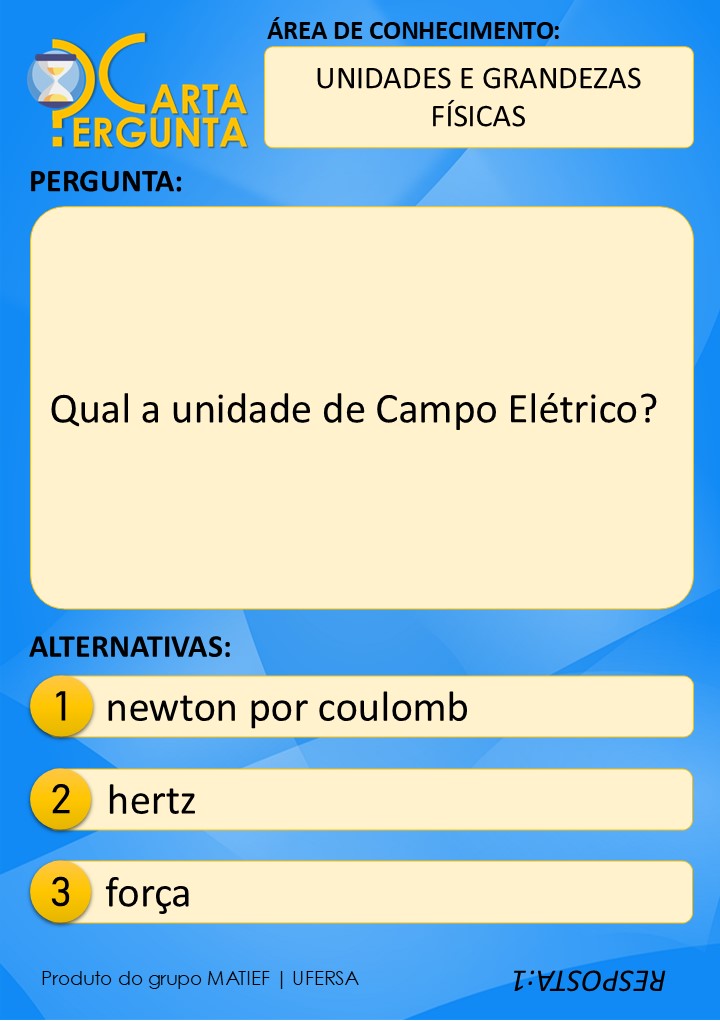 ÁREA DE CONHECIMENTO:
CARTA
PERGUNTA
UNIDADES E GRANDEZAS
FÍSICAS
PERGUNTA:
Qual a unidade de Campo Elétrico?
ALTERNATIVAS:
1 newton por coulomb
2 hertz
3 força
Produto do grupo MATIEF | UFERSA
RESPOSTA:1